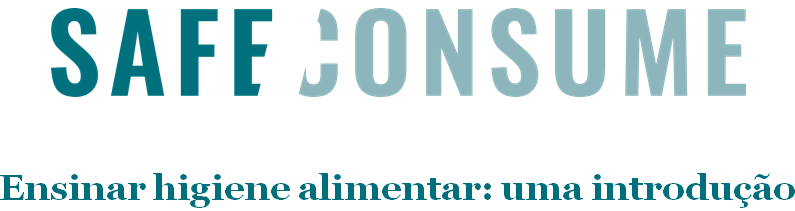 SAFE CONSUME
Ensinar higiene alimentar: uma introdução